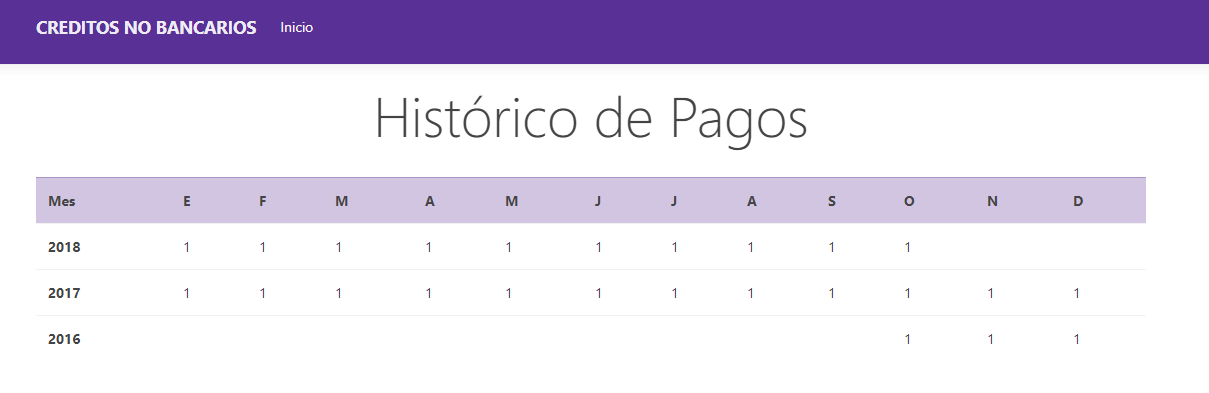 CREDITOS NO BANCARIOS Inicio
Histórico de Pagos
Mes E F M A M J J A S O N D
2018 1 1 1 1 1 1 1 1 1 1
2017 1 1 1 1 1 1 1 1 1 1 1 1
2016 1 1 1